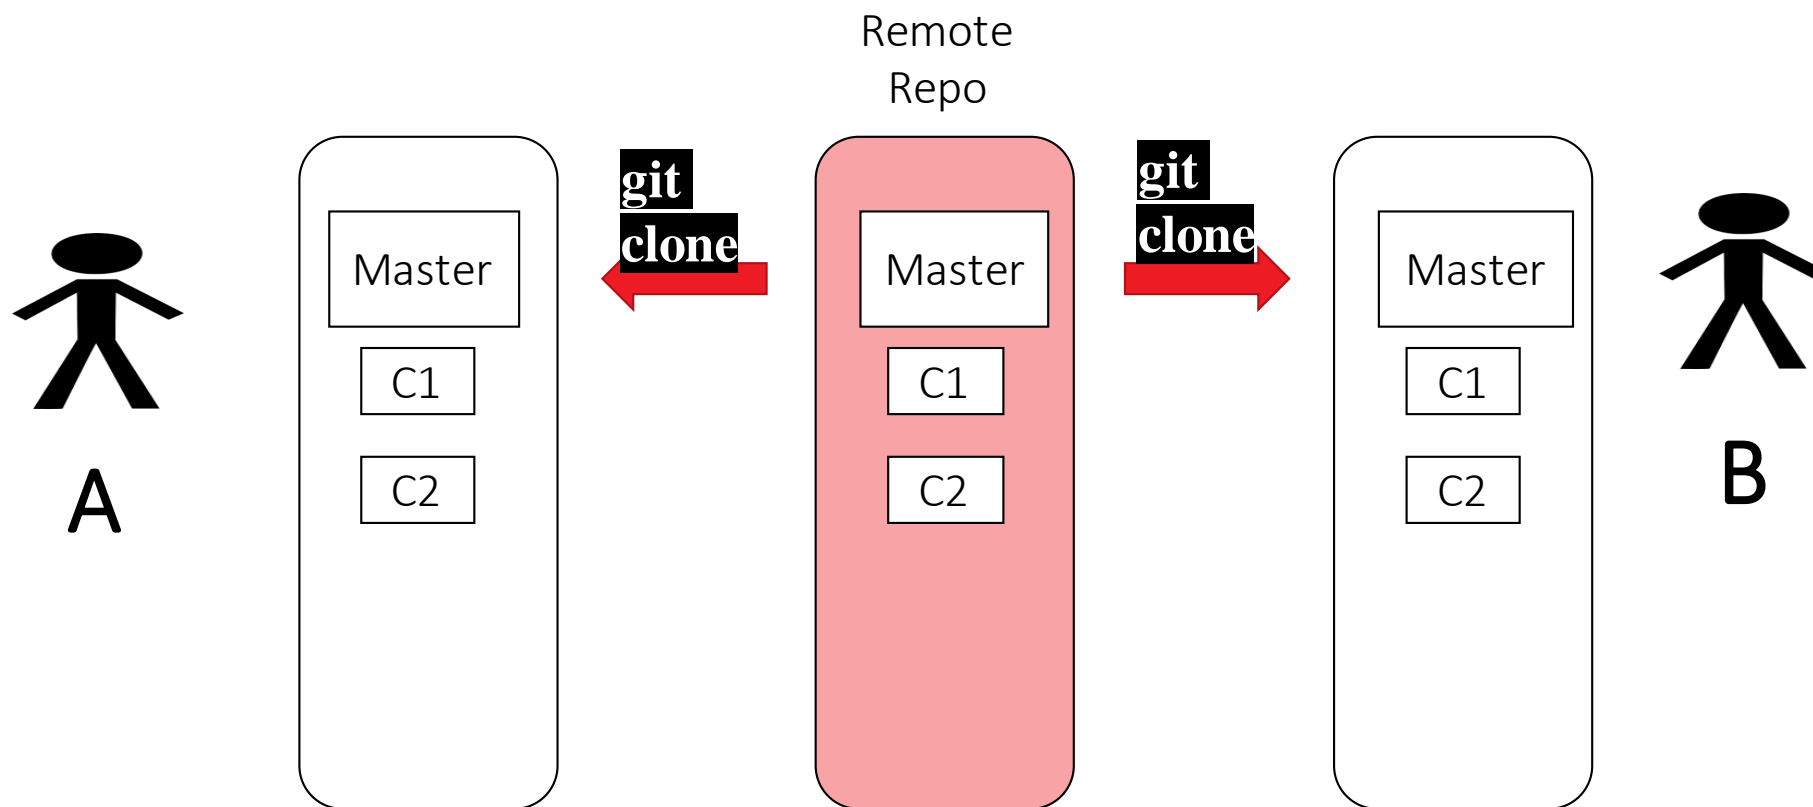 Remote
Repo
git
clone
git
clone
Master
Master
Master
C1
C1
C1
C2
C2
C2
A
B